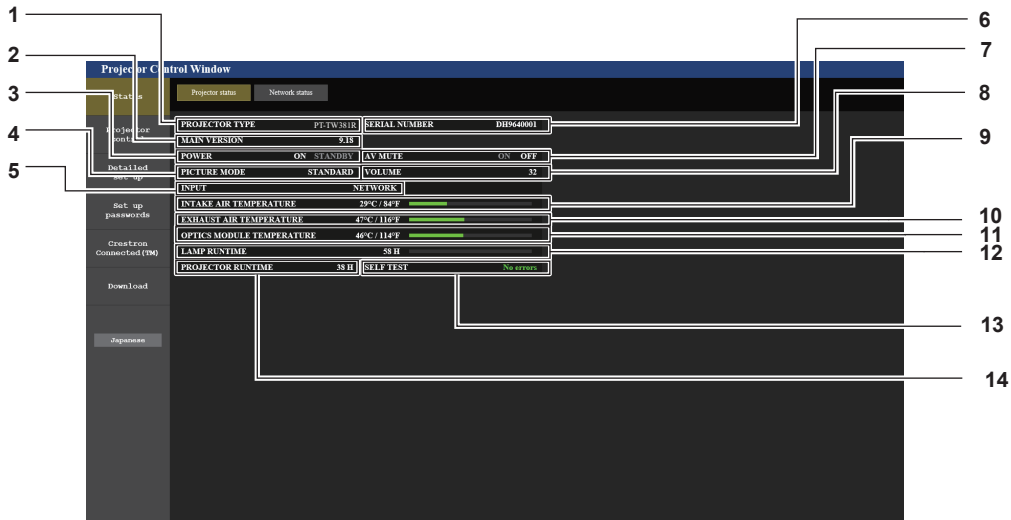 1
2
3
4
5
6
7
8
9
10
11
12
13
14
Projector Control Window
Status
Projector status
Network status
Projector control
Detailed set up
Set up passwords
Crestron Connected(TM)
Download
Japanese
PROJECTOR TYPE PT-TW381R SERIAL NUMBER DH9640001
MAIN VERSION 9.18
POWER ON STANDBY AV MUTE ON OFF
PICTURE MODE STANDARD VOLUME 32
INPUT NETWORK
INTAKE AIR TEMPERATURE 29°C / 84°F
EXHAUST AIR TEMPERATURE 47°C / 116°F
OPTICS MODULE TEMPERATURE 46°C / 114°F
LAMP RUNTIME 58 H
PROJECTOR RUNTIME 38 H SELF TEST No errors